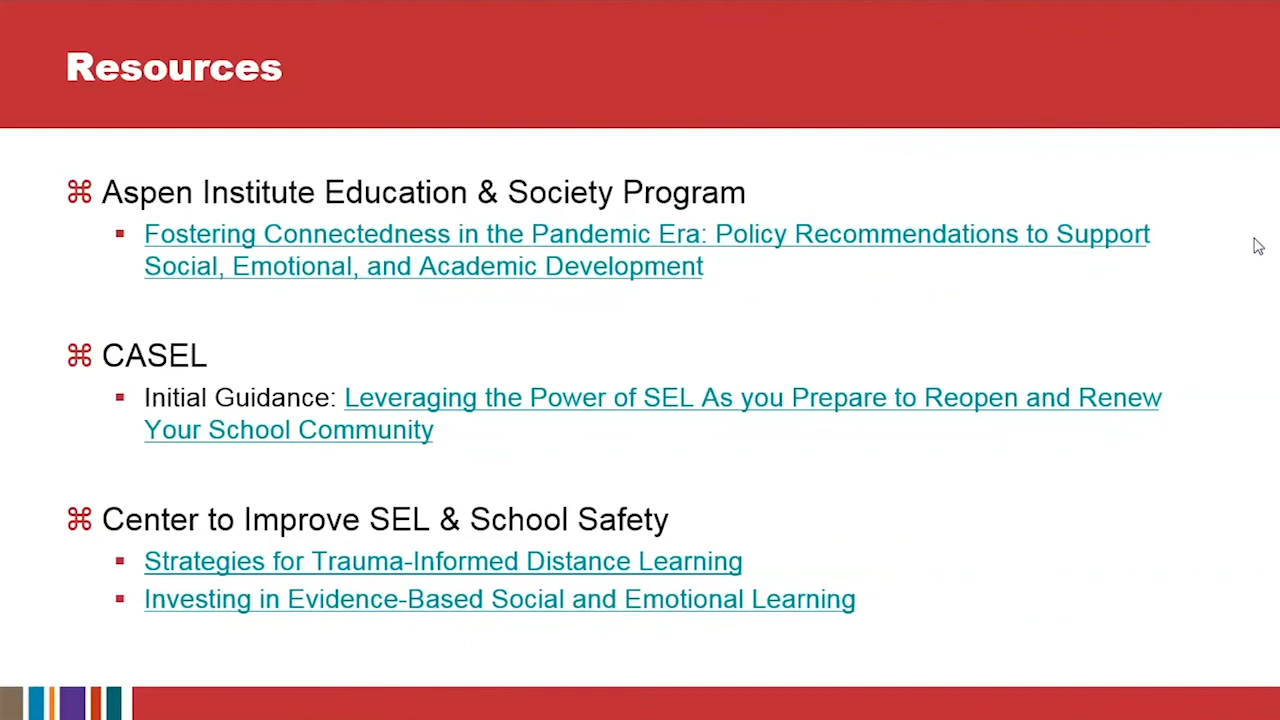 Resources
⌘ Aspen Institute Education & Society Program
▪ Fostering Connectedness in the Pandemic Era: Policy Recommendations to Support
Social, Emotional, and Academic Development
⌘ CASEL
▪ Initial Guidance: Leveraging the Power of SEL As you Prepare to Reopen and Renew
Your School Community
⌘ Center to Improve SEL & School Safety
▪ Strategies for Trauma-Informed Distance Learning
▪ Investing in Evidence-Based Social and Emotional Learning